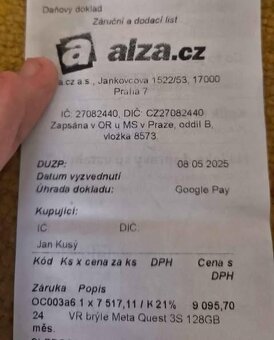 Daňový doklad
Záruční a dodací list
a alza.cz
a.cz a.s., Jankovcova 1522/53, 17000
Praha 7
IČ: 27082440, DIČ: CZ27082440
Zapsána v OR u MS v Praze, oddíl B,
vložka 8573
DUZP: 08 05 2025
Datum vyzvednutí
Úhrada dokladu: Google Pay
Kupující:
IČ: DIČ:
Jan Kusý
Kód Ks x cena za ks DPH Cena s
DPH
Záruka Popis
OC003a6 1 x 7 517,11 / K 21% 9 095,70
24 VR brýle Meta Quest 3S 128GB
měs.